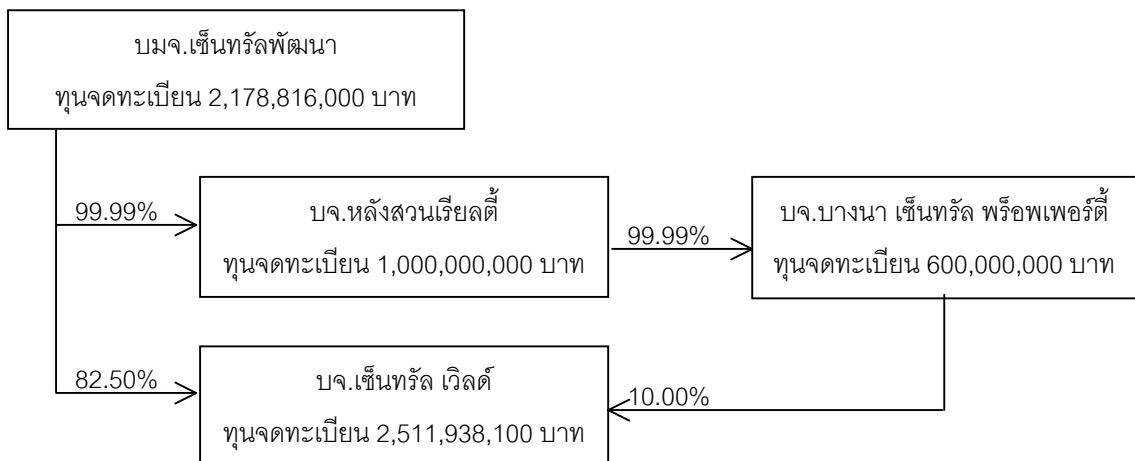 บมจ.เซ็นทรัลพัฒนา
ทุนจดทะเบียน 2,178,816,000 บาท
99.99%
บจ.หลังสวนเรียลตี้
ทุนจดทะเบียน 1,000,000,000 บาท
99.99%
บจ.บางนา เซ็นทรัล พร็อพเพอร์ตี้
ทุนจดทะเบียน 600,000,000 บาท
82.50%
บจ.เซ็นทรัล เวิลด์
ทุนจดทะเบียน 2,511,938,100 บาท
10.00%